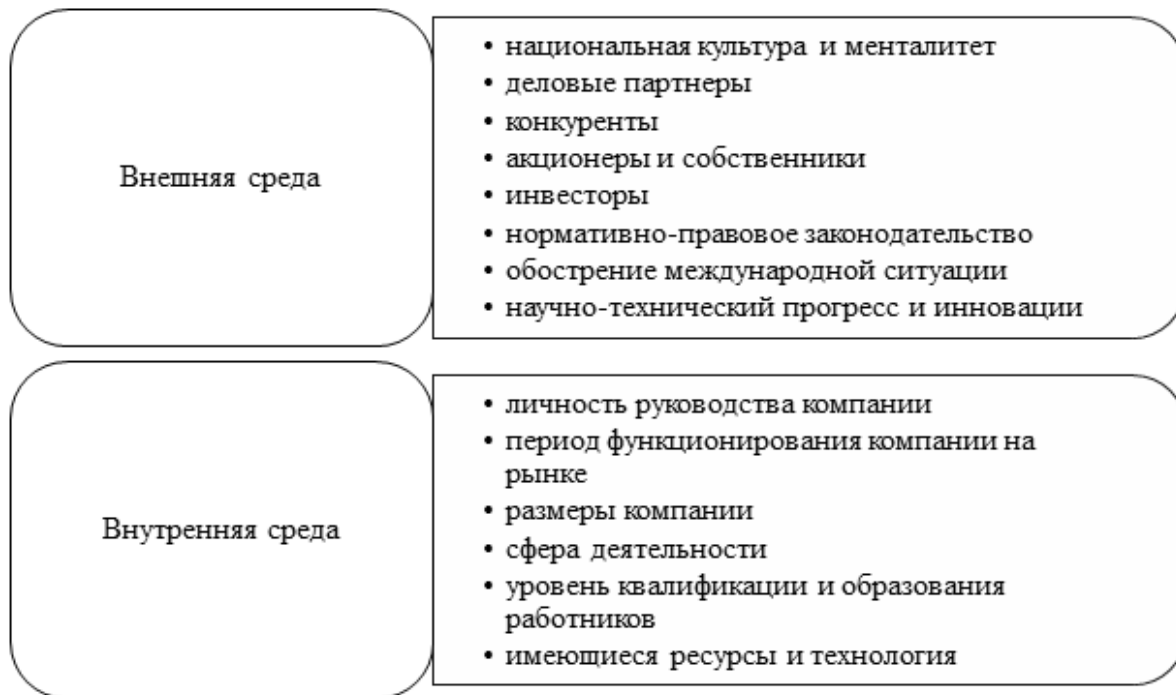 Внешняя среда
• национальная культура и менталитет
• деловые партнеры
• конкуренты
• акционеры и собственники
• инвесторы
• нормативно-правовое законодательство
• обострение международной ситуации
• научно-технический прогресс и инновации
Внутренняя среда
• личность руководства компании
• период функционирования компании на
рынке
• размеры компании
• сфера деятельности
• уровень квалификации и образования
работников
• имеющиеся ресурсы и технология